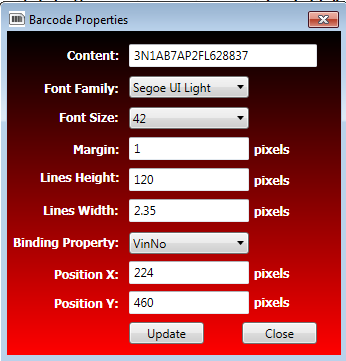 Barcode Properties
Content: 3N1AB7AP2FL628837
Font Family: Segoe UI Light
Font Size: 42
Margin: 1 pixels
Lines Height: 120 pixels
Lines Width: 2.35 pixels
Binding Property: VinNo
Position X: 224 pixels
Position Y: 460 pixels
Update Close